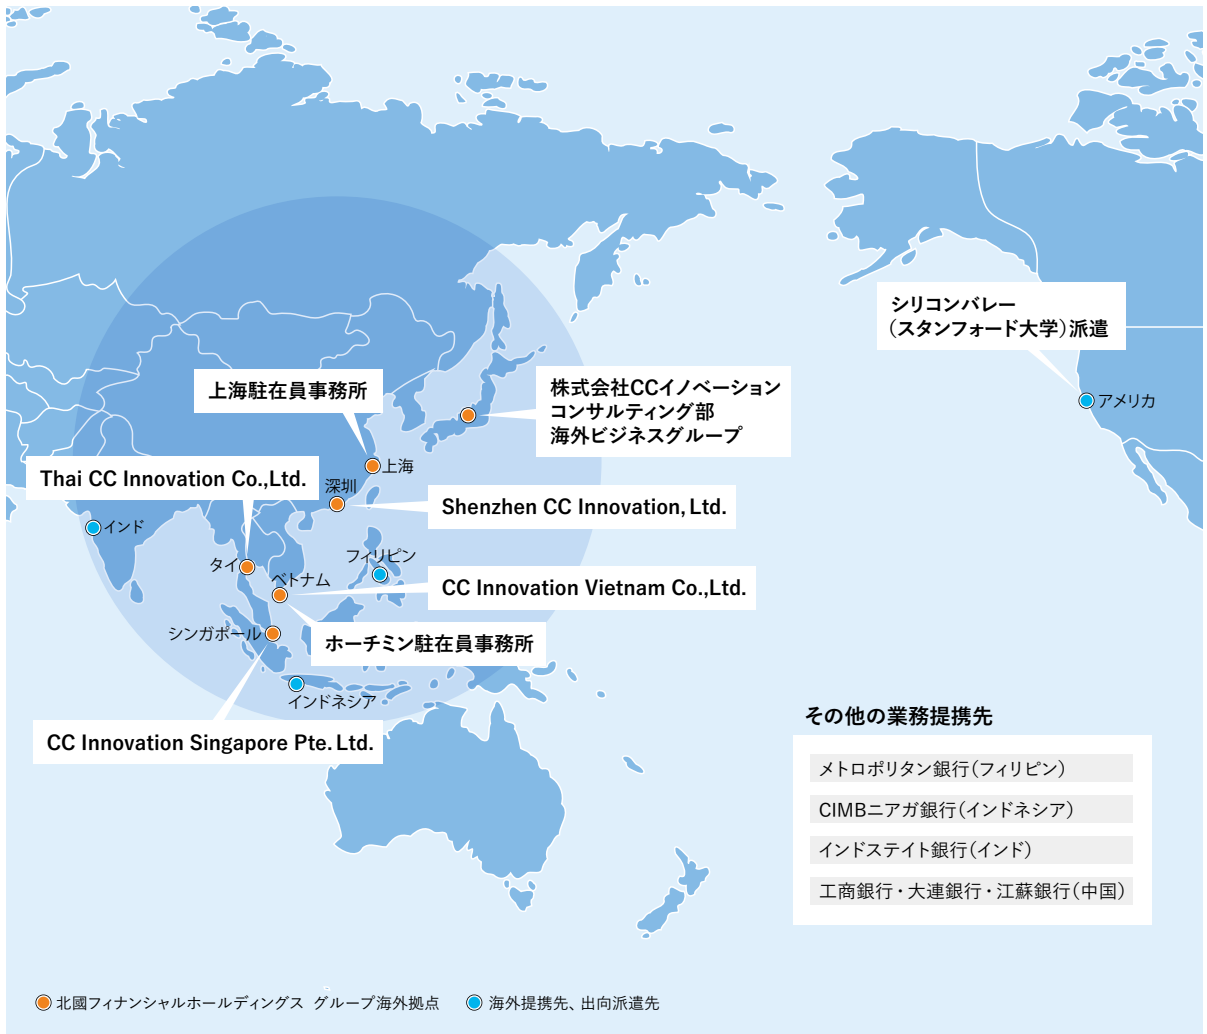 シリコンバレー
(スタンフォード大学)派遣
アメリカ
上海駐在員事務所
株式会社CCイノベーション
コンサルティング部
海外ビジネスグループ
上海
Thai CC Innovation Co.,Ltd.
深圳
Shenzhen CC Innovation, Ltd.
インド
フィリピン
タイ
ベトナム
CC Innovation Vietnam Co.,Ltd.
シンガポール
ホーチミン駐在員事務所
インドネシア
CC Innovation Singapore Pte. Ltd.
その他の業務提携先
メトロポリタン銀行(フィリピン)
CIMBニアガ銀行(インドネシア)
インドステイト銀行(インド)
工商銀行・大連銀行・江蘇銀行(中国)
北國フィナンシャルホールディングス グループ海外拠点
海外提携先、出向派遣先